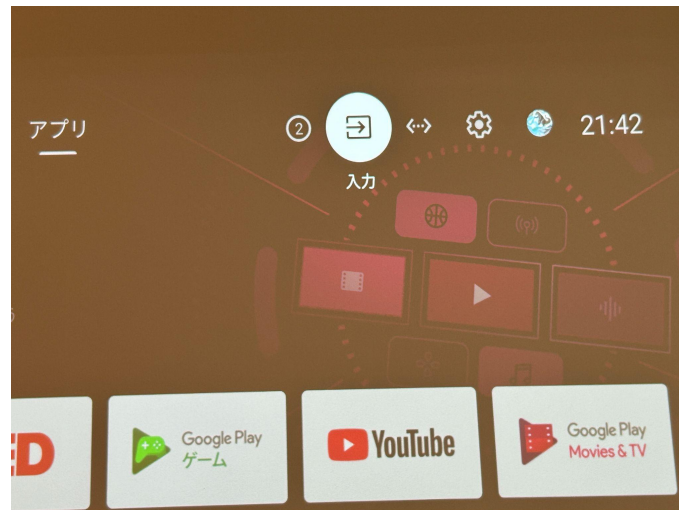 アプリ
2
21:42
入力
ED
Google Play
ゲーム
YouTube
Google Play
Movies & TV